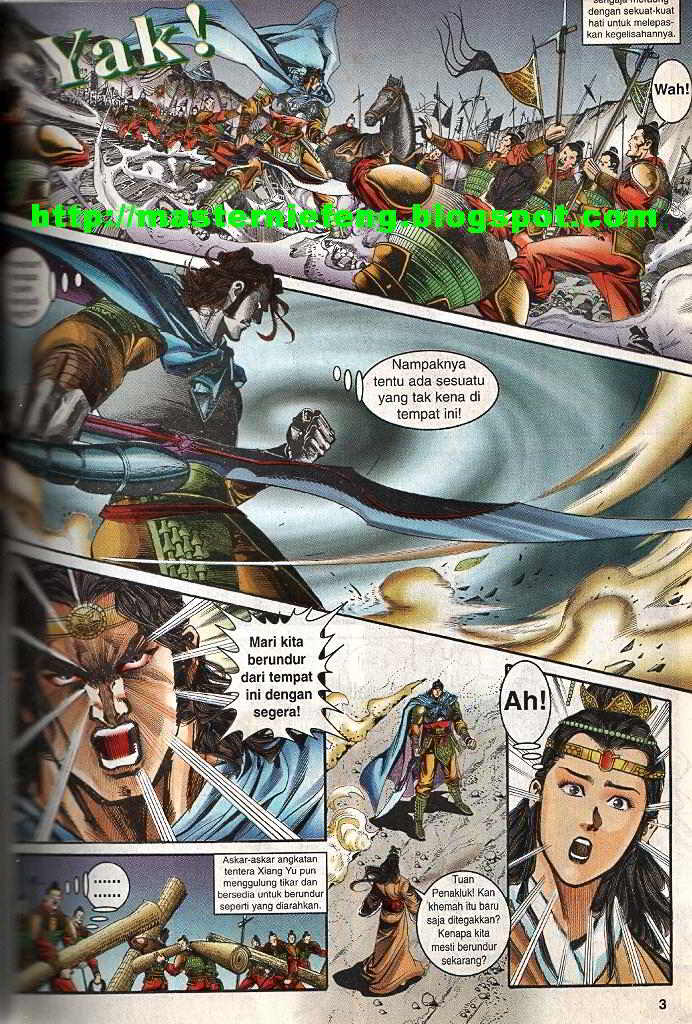 Yak!
dengan sekuat-kuat
hati untuk melepas-
kan kegelisahannya.
Wah!
http://masterniefeng.blogspot.com
Nampaknya
tentu ada sesuatu
yang tak kena di
tempat ini!
Mari kita
berundur
dari tempat
ini dengan
segera!
Ah!
Askar-askar angkatan
tentera Xiang Yu pun
menggulung tikar dan
bersedia untuk berundur
seperti yang diarahkan.
......
......
Tuan
Penakluk! Kan
khemah itu baru
saja ditegakkan?
Kenapa kita
mesti berundur
sekarang?
3